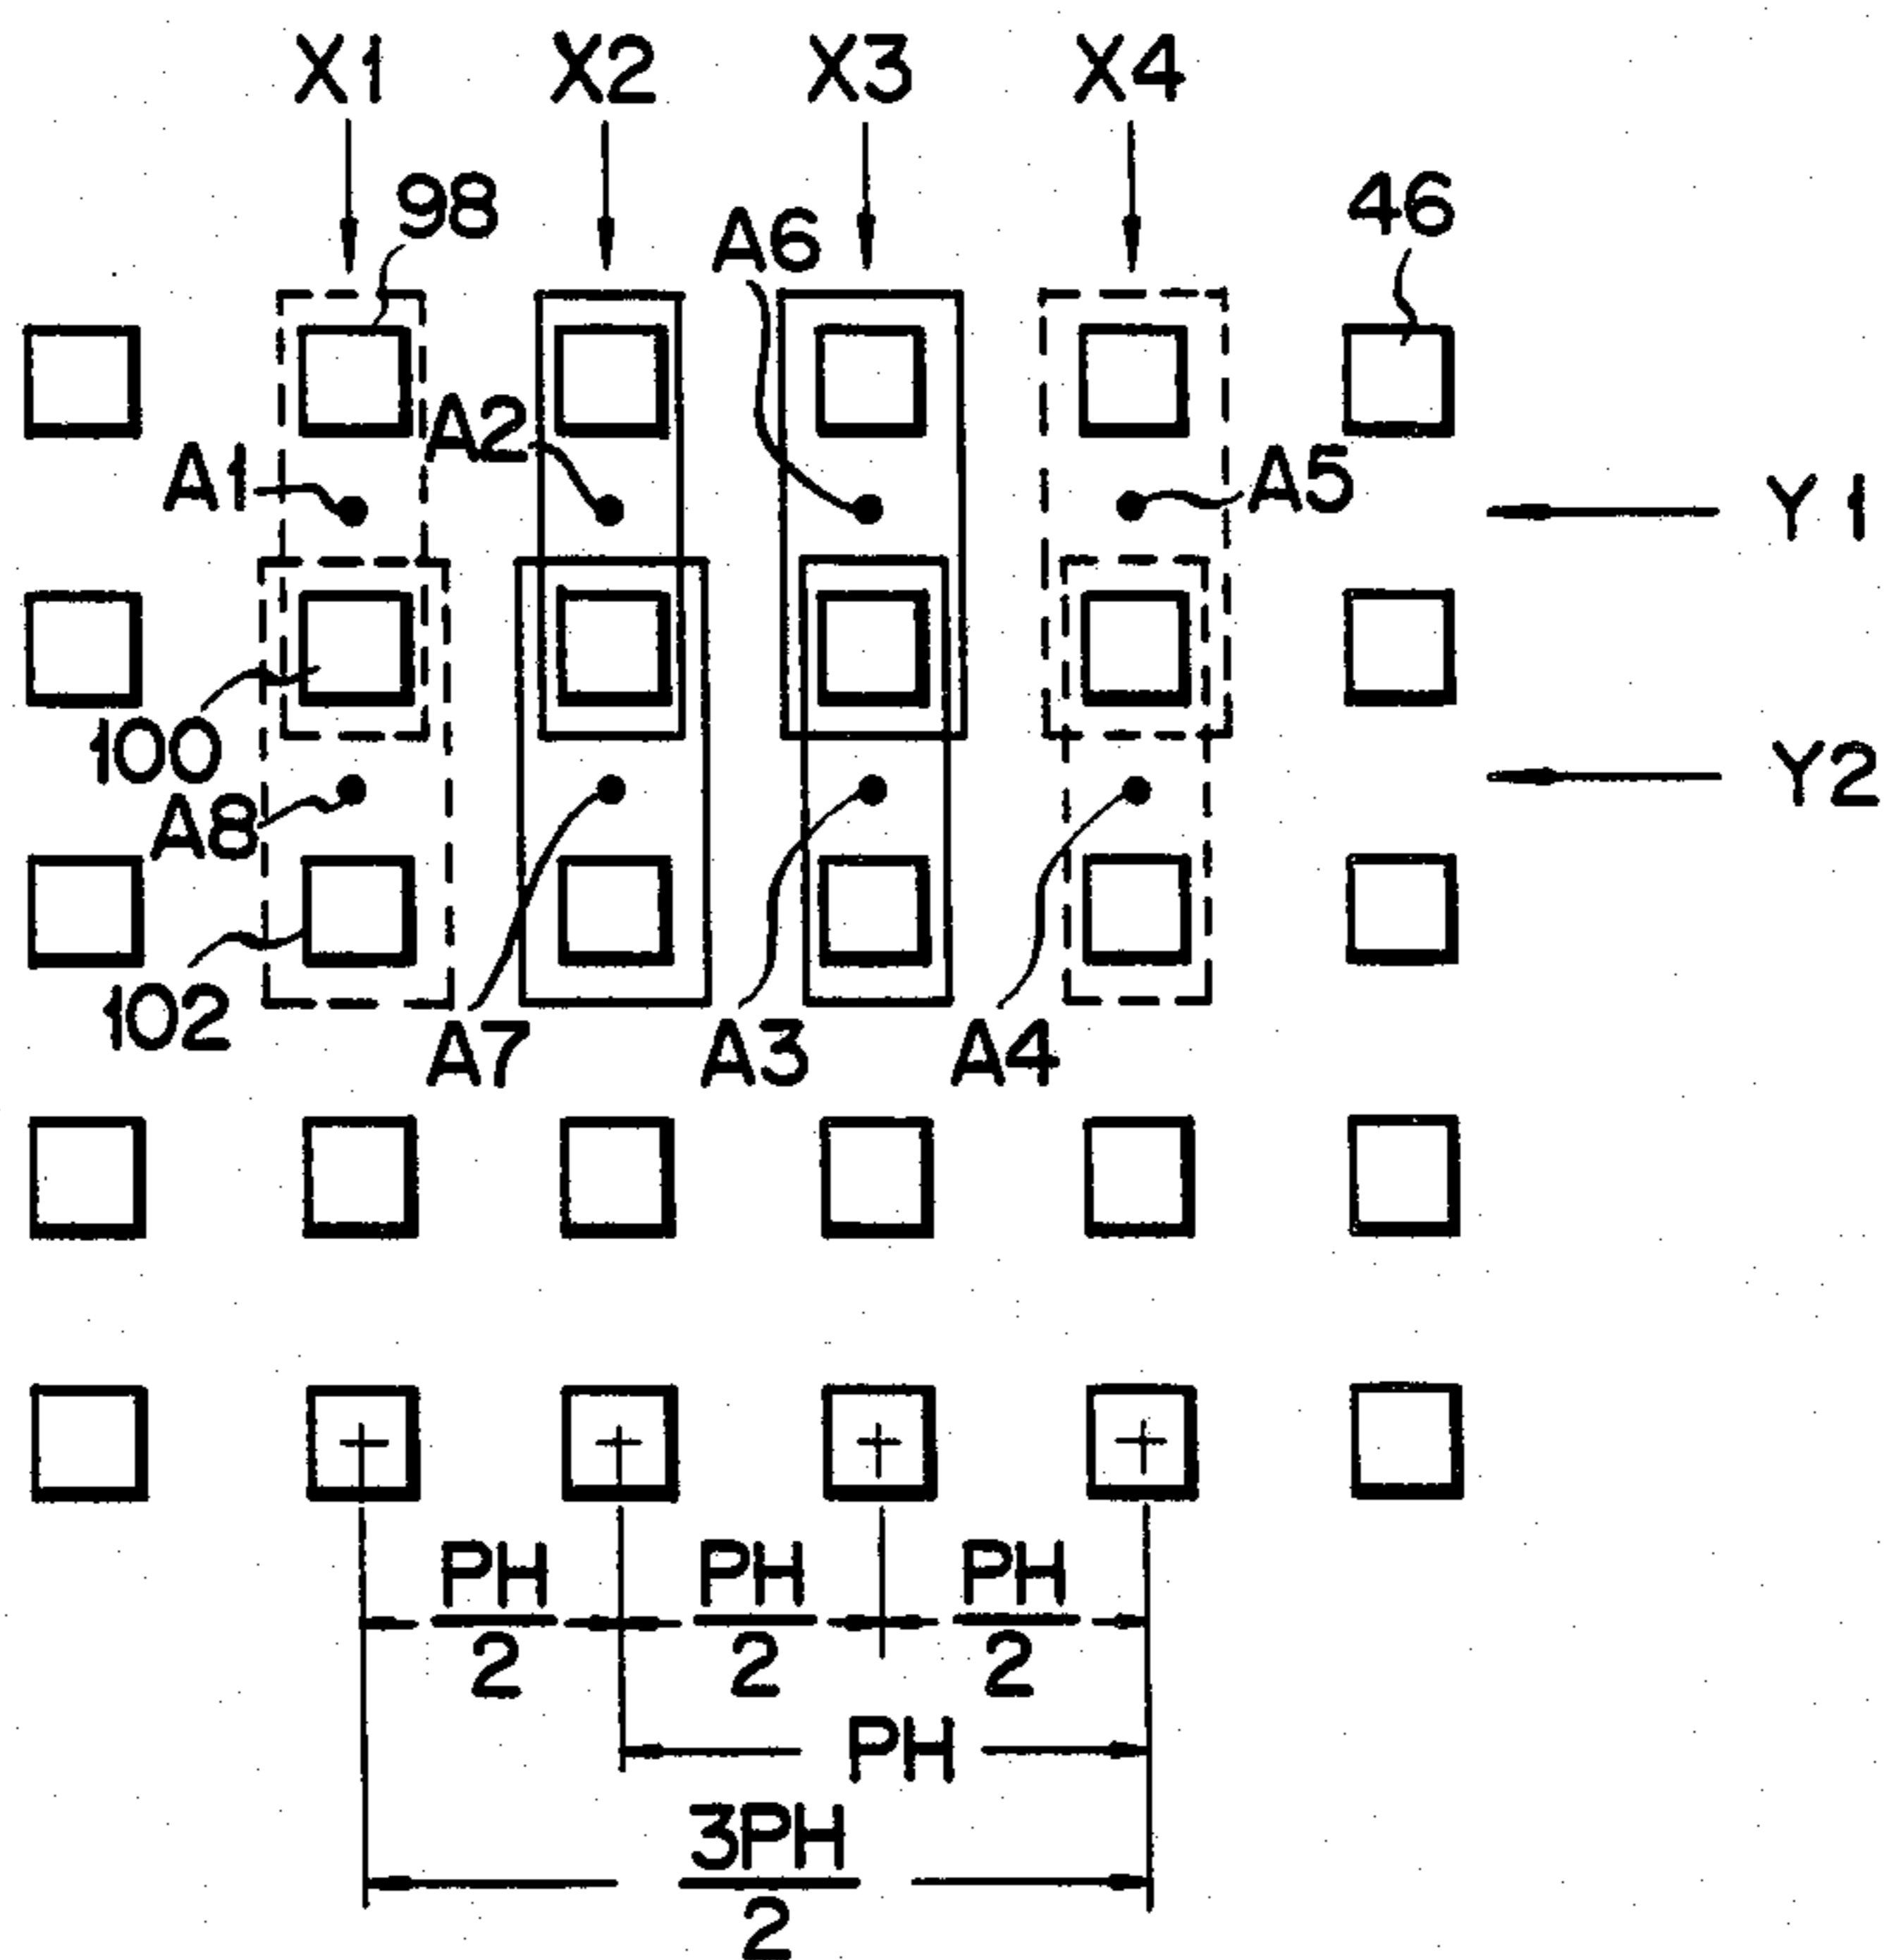 X1 X2 X3 X4
98 A6 46
A1 A2 A5 Y1
100 Y2
A8
102 A7 A3 A4
PH/2 PH/2 PH/2
PH
3PH/2